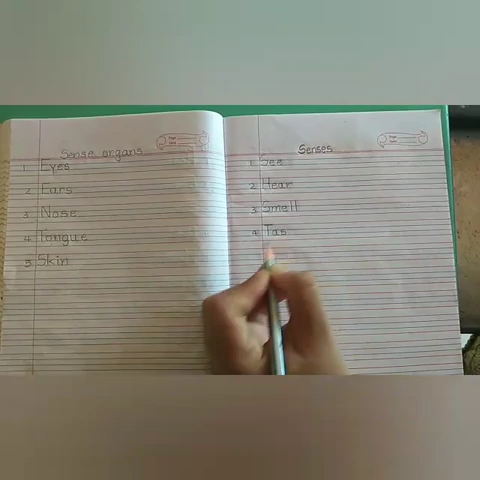 Sense organs
1. Eyes
2. Ears
3. Nose
4. Tongue
5. Skin
Senses
1. See
2. Hear
3. Smell
4. Tas